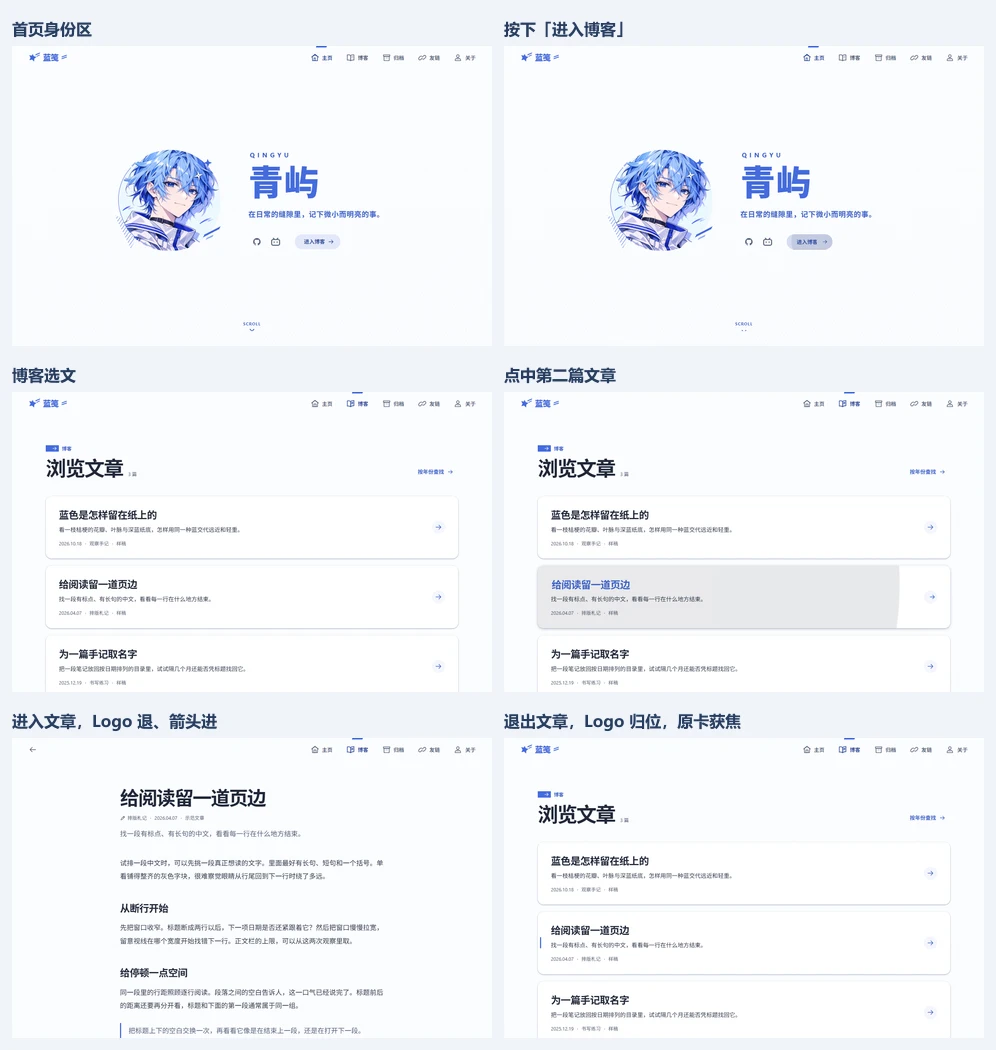 首页身份区
蓝笺
主页 博客 归档 友链 关于
QINGYU
青屿
在日常的缝隙里，记下微小而明亮的事。
进入博客 →
SCROLL
按下「进入博客」
蓝笺
主页 博客 归档 友链 关于
QINGYU
青屿
在日常的缝隙里，记下微小而明亮的事。
进入博客 →
SCROLL
博客选文
蓝笺
主页 博客 归档 友链 关于
博客
浏览文章 3 篇
按年份查找 →
蓝色是怎样留在纸上的
看一枝桔梗的花瓣、叶脉与深蓝纸底，怎样用同一种蓝交代远近和轻重。
2026.10.18 · 观察手记 · 样稿
给阅读留一道页边
找一段有标点、有长句的中文，看看每一行在什么地方结束。
2026.04.07 · 排版札记 · 样稿
为一篇手记取名字
把一段笔记放回按日期排列的目录里，试试隔几个月还能否凭标题找回它。
2025.12.19 · 书写练习 · 样稿
点中第二篇文章
蓝笺
主页 博客 归档 友链 关于
博客
浏览文章 3 篇
按年份查找 →
蓝色是怎样留在纸上的
看一枝桔梗的花瓣、叶脉与深蓝纸底，怎样用同一种蓝交代远近和轻重。
2026.10.18 · 观察手记 · 样稿
给阅读留一道页边
找一段有标点、有长句的中文，看看每一行在什么地方结束。
2026.04.07 · 排版札记 · 样稿
为一篇手记取名字
把一段笔记放回按日期排列的目录里，试试隔几个月还能否凭标题找回它。
2025.12.19 · 书写练习 · 样稿
进入文章，Logo 退、箭头进
主页 博客 归档 友链 关于
给阅读留一道页边
排版札记 · 2026.04.07 · 示范文章
找一段有标点、有长句的中文，看看每一行在什么地方结束。
试排一段中文时，可以先挑一段真正想读的文字。里面最好有长句、短句和一个括号。单
看铺得整齐的灰色字块，很难察觉眼睛从行尾回到下一行时绕了多远。
从断行开始
先把窗口收窄。标题断成两行以后，下一项日期是否还紧跟着它？然后把窗口慢慢拉宽，
留意视线在哪个宽度开始找错下一行。正文栏的上限，可以从这两次观察里取。
给停顿一点空间
同一段里的行距照顾逐行阅读。段落之间的空白告诉人，这一口气已经说完了。标题前后
的距离还要再分开看，标题和下面的第一段通常属于同一组。
把标题上下的空白交换一次，再看看它像是在结束上一段，还是在打开下一段。
退出文章，Logo 归位，原卡获焦
蓝笺
主页 博客 归档 友链 关于
博客
浏览文章 3 篇
按年份查找 →
蓝色是怎样留在纸上的
看一枝桔梗的花瓣、叶脉与深蓝纸底，怎样用同一种蓝交代远近和轻重。
2026.10.18 · 观察手记 · 样稿
给阅读留一道页边
找一段有标点、有长句的中文，看看每一行在什么地方结束。
2026.04.07 · 排版札记 · 样稿
为一篇手记取名字
把一段笔记放回按日期排列的目录里，试试隔几个月还能否凭标题找回它。
2025.12.19 · 书写练习 · 样稿